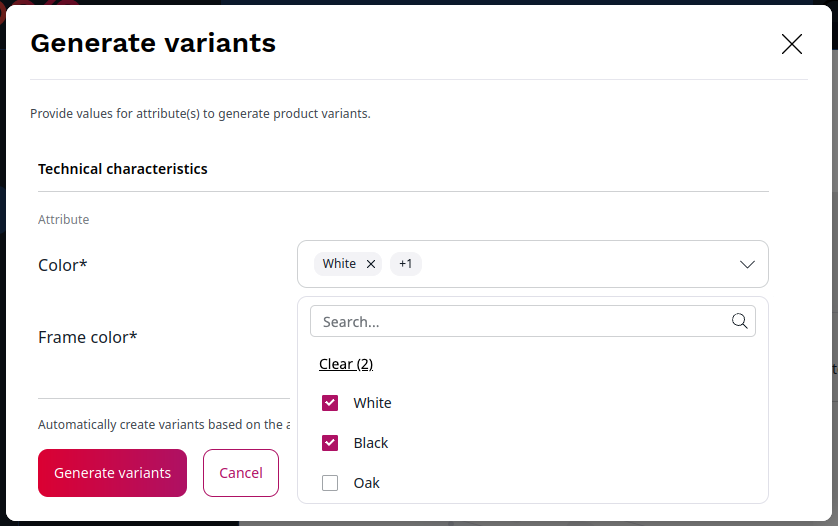 Generate variants
Provide values for attribute(s) to generate product variants.
Technical characteristics
Attribute
Color*
White
+1
Search...
Frame color*
Clear (2)
White
Black
Oak
Automatically create variants based on the
Generate variants
Cancel